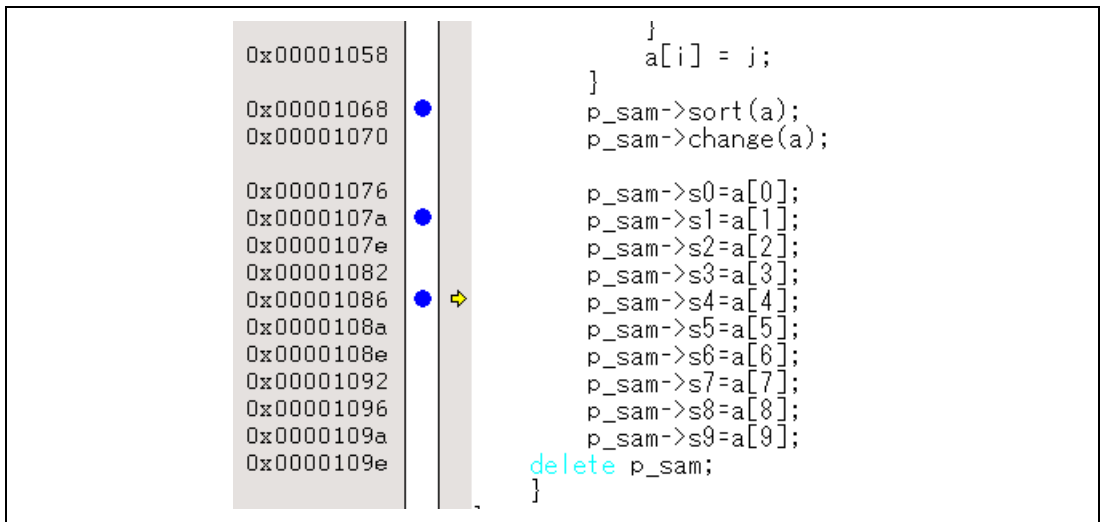 }
0x00001058 a[i] = j;
}
0x00001068 p_sam->sort(a);
0x00001070 p_sam->change(a);
0x00001076 p_sam->s0=a[0];
0x0000107a p_sam->s1=a[1];
0x0000107e p_sam->s2=a[2];
0x00001082 p_sam->s3=a[3];
0x00001086 p_sam->s4=a[4];
0x0000108a p_sam->s5=a[5];
0x0000108e p_sam->s6=a[6];
0x00001092 p_sam->s7=a[7];
0x00001096 p_sam->s8=a[8];
0x0000109a p_sam->s9=a[9];
0x0000109e delete p_sam;
}